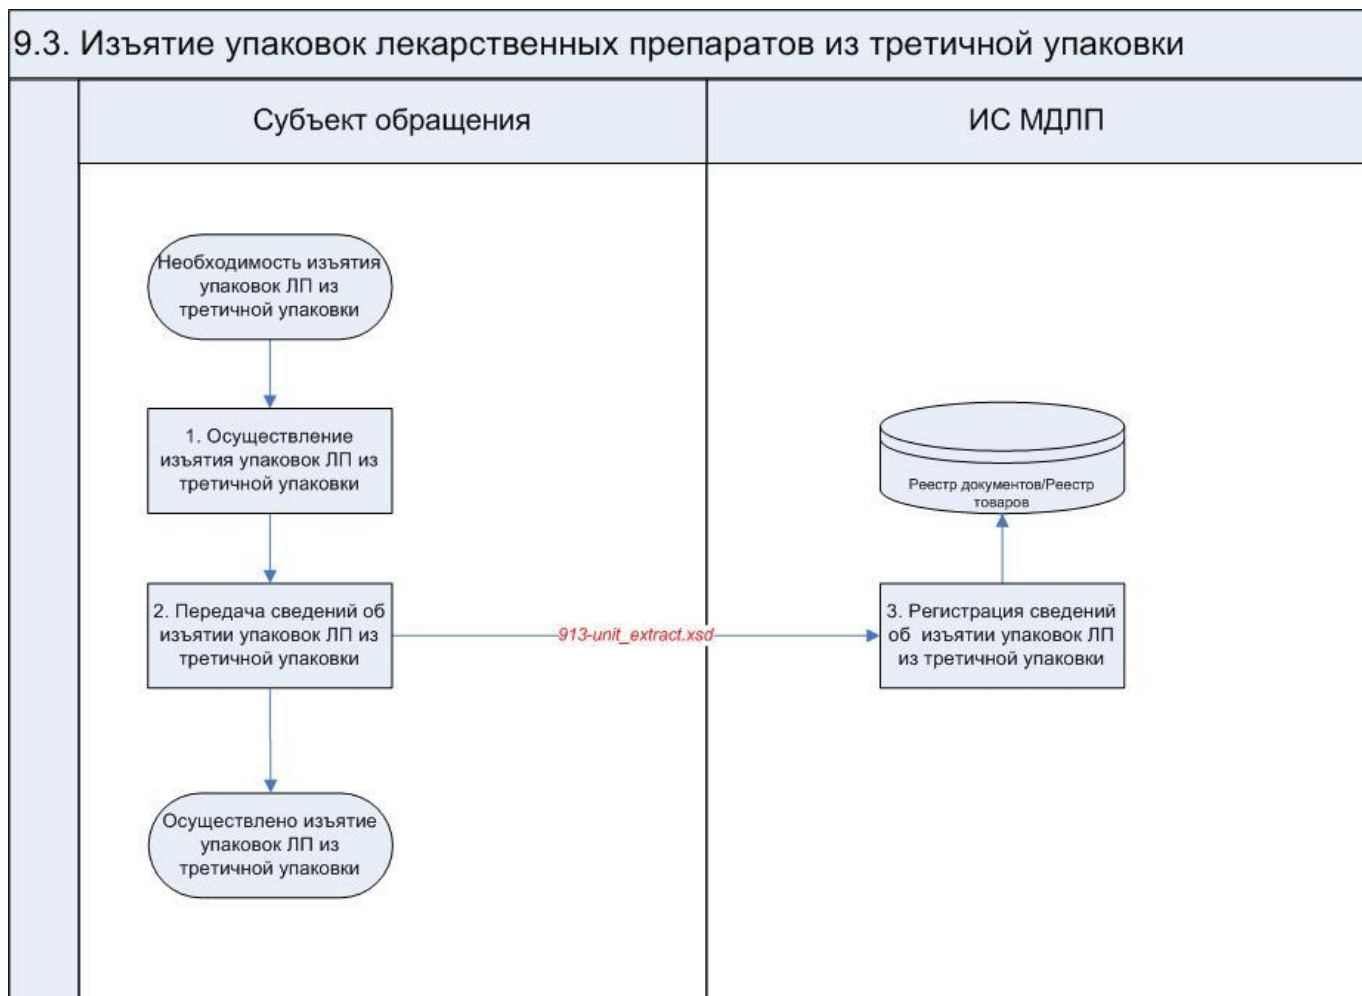 9.3. Изъятие упаковок лекарственных препаратов из третичной упаковки
Субъект обращения
ИС МДЛП
Необходимость изъятия
упаковок ЛП из
третичной упаковки
1. Осуществление
изъятия упаковок ЛП из
третичной упаковки
Реестр документов/Реестр
товаров
2. Передача сведений об
изъятии упаковок ЛП из
третичной упаковки
913-unit_extract.xsd
3. Регистрация сведений
об изъятии упаковок ЛП
из третичной упаковки
Осуществлено изъятие
упаковок ЛП из
третичной упаковки